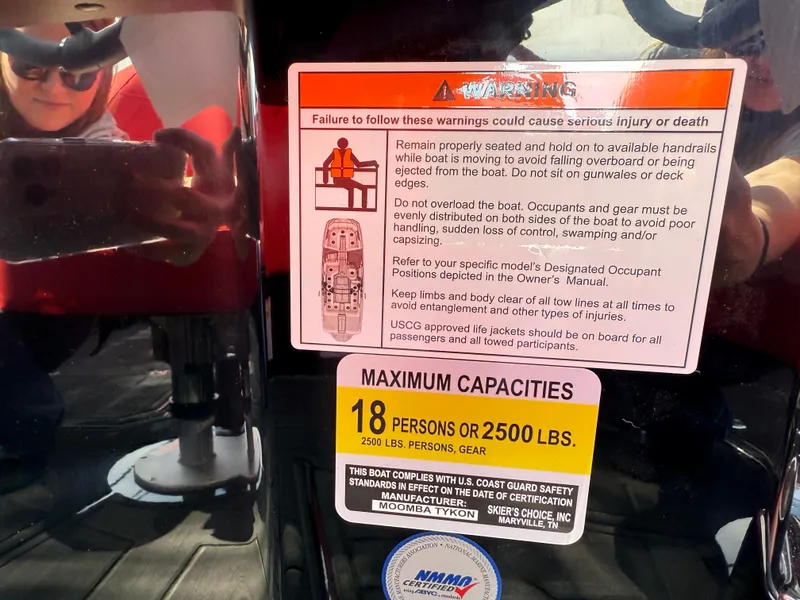 WARNING
Failure to follow these warnings could cause serious injury or death
Remain properly seated and hold on to available handrails
while boat is moving to avoid falling overboard or being
ejected from the boat. Do not sit on gunwales or deck
edges.
Do not overload the boat. Occupants and gear must be
evenly distributed on both sides of the boat to avoid poor
handling, sudden loss of control, swamping and/or
capsizing.
Refer to your specific model's Designated Occupant
Positions depicted in the Owner's Manual.
Keep limbs and body clear of all tow lines at all times to
avoid entanglement and other types of injuries.
USCG approved life jackets should be on board for all
passengers and all towed participants.
MAXIMUM CAPACITIES
18 PERSONS OR 2500 LBS.
2500 LBS. PERSONS, GEAR
THIS BOAT COMPLIES WITH U.S. COAST GUARD SAFETY
STANDARDS IN EFFECT ON THE DATE OF CERTIFICATION
MANUFACTURER:
MOOMBA TYKON
SKIER'S CHOICE, INC
MARYVILLE, TN
MANUFACTURERS ASSOCIATION • NATIONAL MARINE
NMMA
CERTIFIED
using ABYC